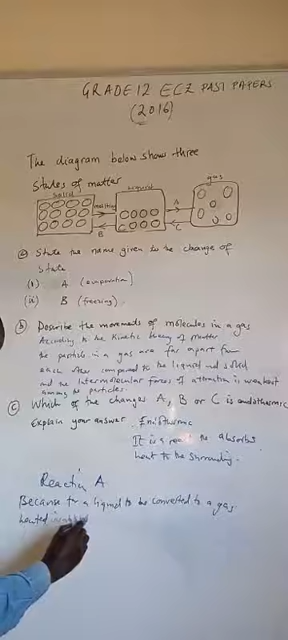 GRADE 12 ECZ PAST PAPERS
(2016)
The diagram below show three
States of matter
Solid
liquid
gas
melting
A
B
C
(a) State the name given to the change of
State
(i) A (evaporation)
(ii) B (freezing)
(b) Describe the movements of molecules in a gas
According to the Kinetic theory of matter
the particle in a gas are far apart from
each other compared to the liquid and solid
and the intermolecular forces of attraction is weakest
among the particles.
(c) Which of the changes A, B or C is endothermic
Explain your answer. Endothermic
It is a the absorbs
heat to the surrounding.
Reaction A
Because for a liquid to be converted to a gas
heated